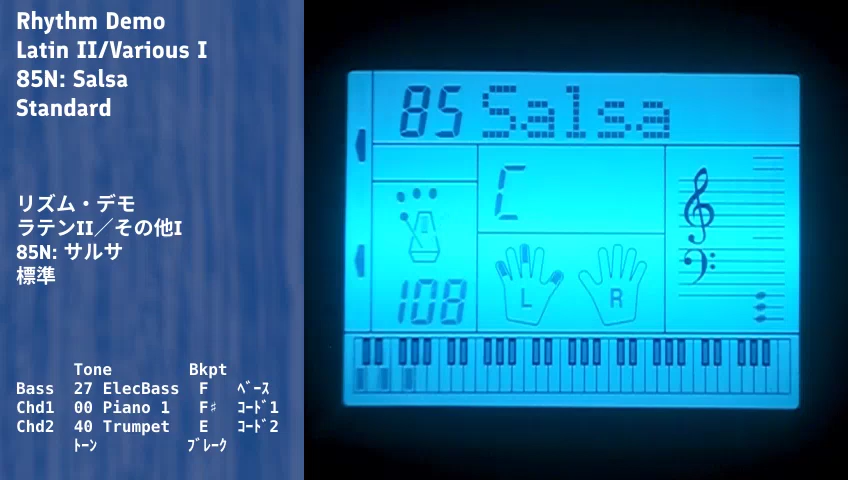 Rhythm Demo
Latin II/Various I
85N: Salsa
Standard
リズム・デモ
ラテンII／その他I
85N: サルサ
標準
Tone Bkpt
Bass 27 ElecBass F ﾍﾞｰｽ
Chd1 00 Piano 1 F♯ ｺｰﾄﾞ1
Chd2 40 Trumpet E ｺｰﾄﾞ2
ﾄｰﾝ ﾌﾞﾚｰｸ
85 Salsa
C
L R
108